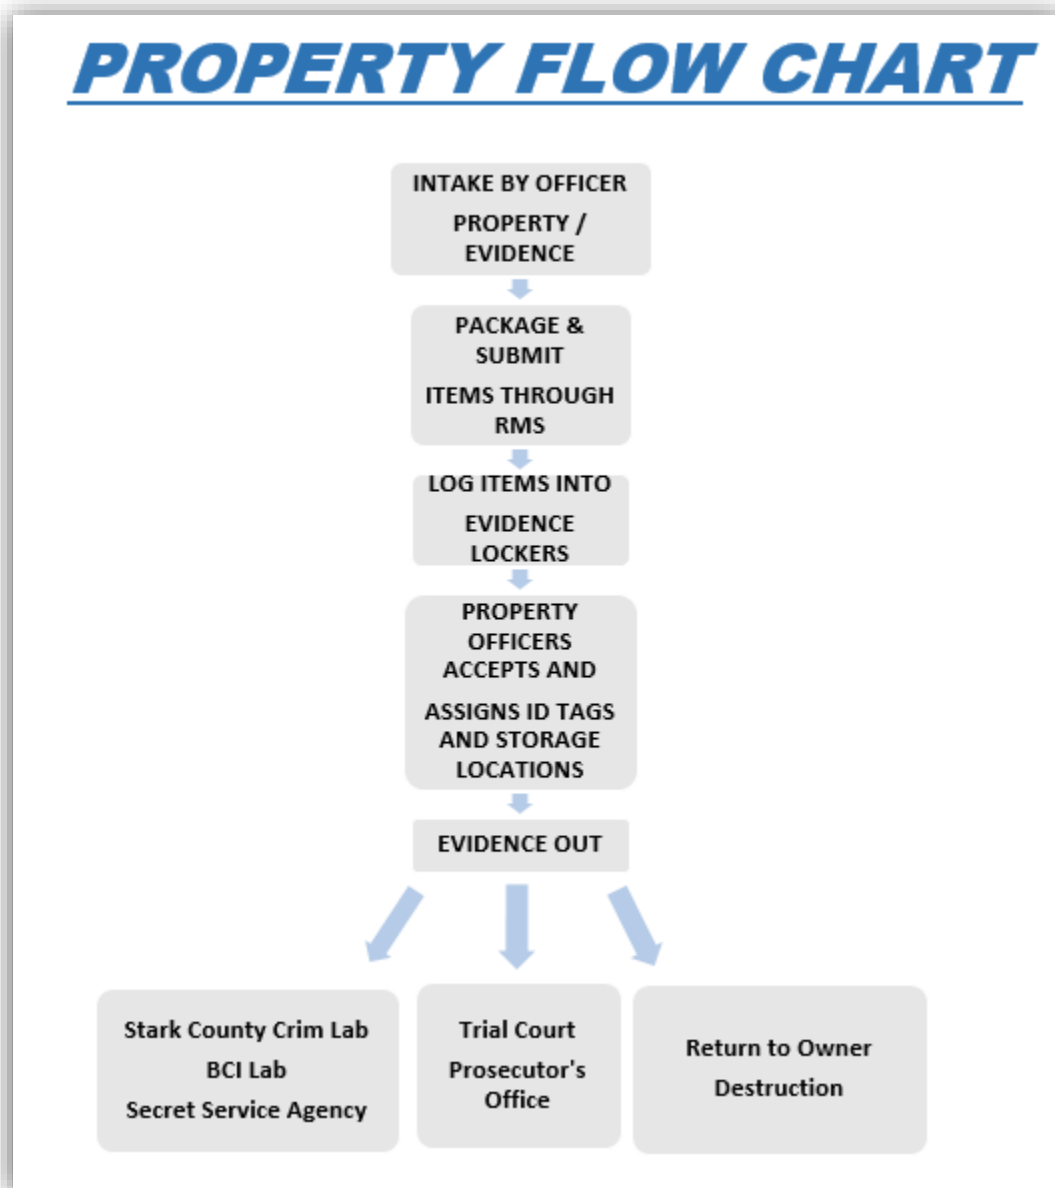 PROPERTY FLOW CHART
INTAKE BY OFFICER
PROPERTY /
EVIDENCE
PACKAGE &
SUBMIT
ITEMS THROUGH
RMS
LOG ITEMS INTO
EVIDENCE
LOCKERS
PROPERTY
OFFICERS
ACCEPTS AND
ASSIGNS ID TAGS
AND STORAGE
LOCATIONS
EVIDENCE OUT
Stark County Crim Lab
BCI Lab
Secret Service Agency
Trial Court
Prosecutor's
Office
Return to Owner
Destruction